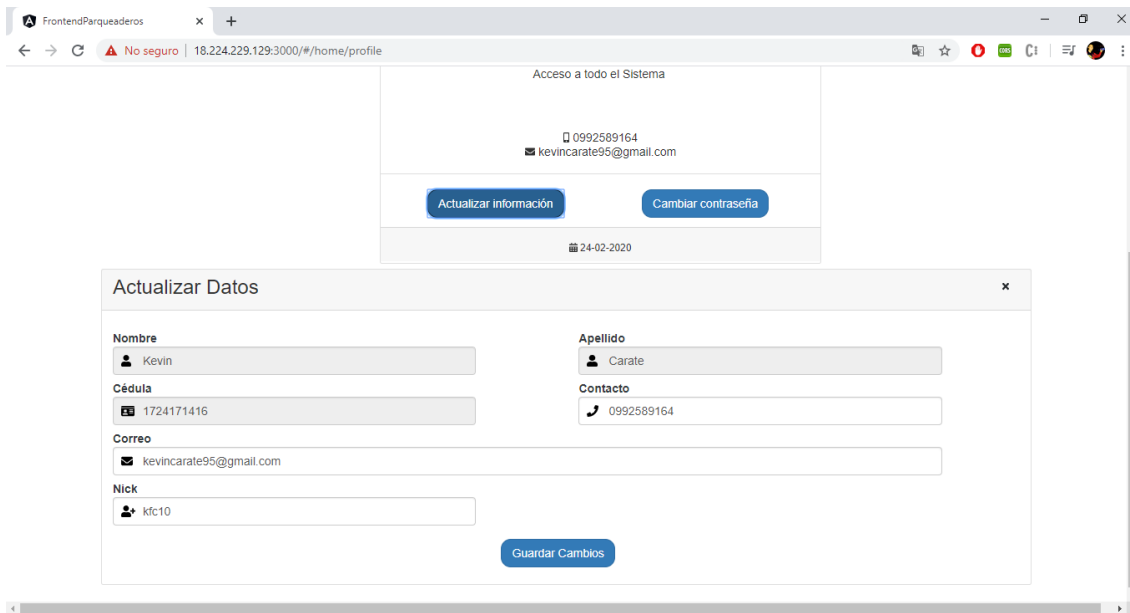 FrontendParqueaderos
No seguro | 18.224.229.129:3000/#/home/profile
Acceso a todo el Sistema
0992589164
kevincarate95@gmail.com
Actualizar información Cambiar contraseña
24-02-2020
Actualizar Datos
Nombre Apellido
Kevin Carate
Cédula Contacto
1724171416 0992589164
Correo
kevincarate95@gmail.com
Nick
kfc10
Guardar Cambios